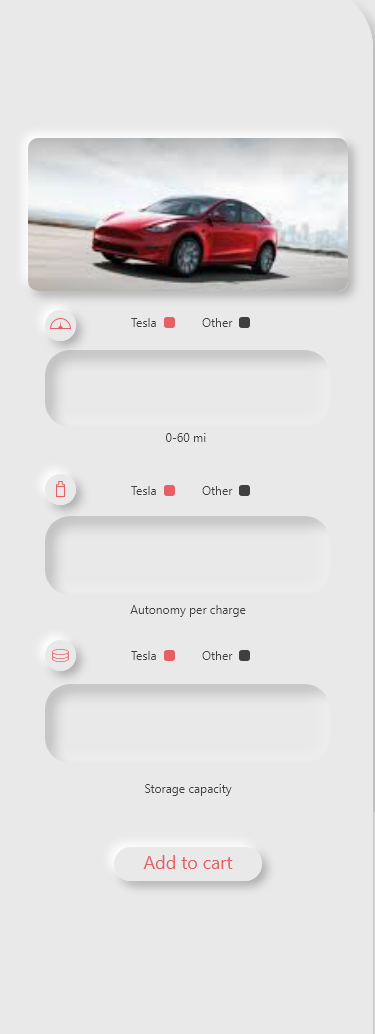 Tesla Other
0-60 mi
Tesla Other
Autonomy per charge
Tesla Other
Storage capacity
Add to cart